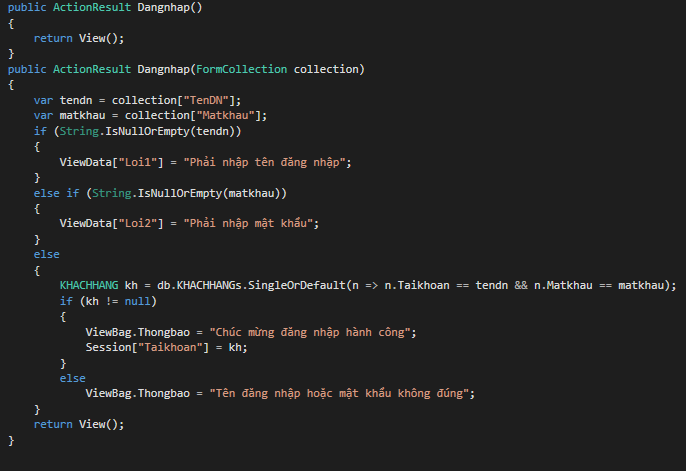 public ActionResult Dangnhap()
{
return View();
}
public ActionResult Dangnhap(FormCollection collection)
{
var tendn = collection["TenDN"];
var matkhau = collection["Matkhau"];
if (String.IsNullOrEmpty(tendn))
{
ViewData["Loi1"] = "Phải nhập tên đăng nhập";
}
else if (String.IsNullOrEmpty(matkhau))
{
ViewData["Loi2"] = "Phải nhập mật khẩu";
}
else
{
KHACHHANG kh = db.KHACHHANGs.SingleOrDefault(n => n.Taikhoan == tendn && n.Matkhau == matkhau);
if (kh != null)
{
ViewBag.Thongbao = "Chúc mừng đăng nhập hành công";
Session["Taikhoan"] = kh;
}
else
ViewBag.Thongbao = "Tên đăng nhập hoặc mật khẩu không đúng";
}
return View();
}